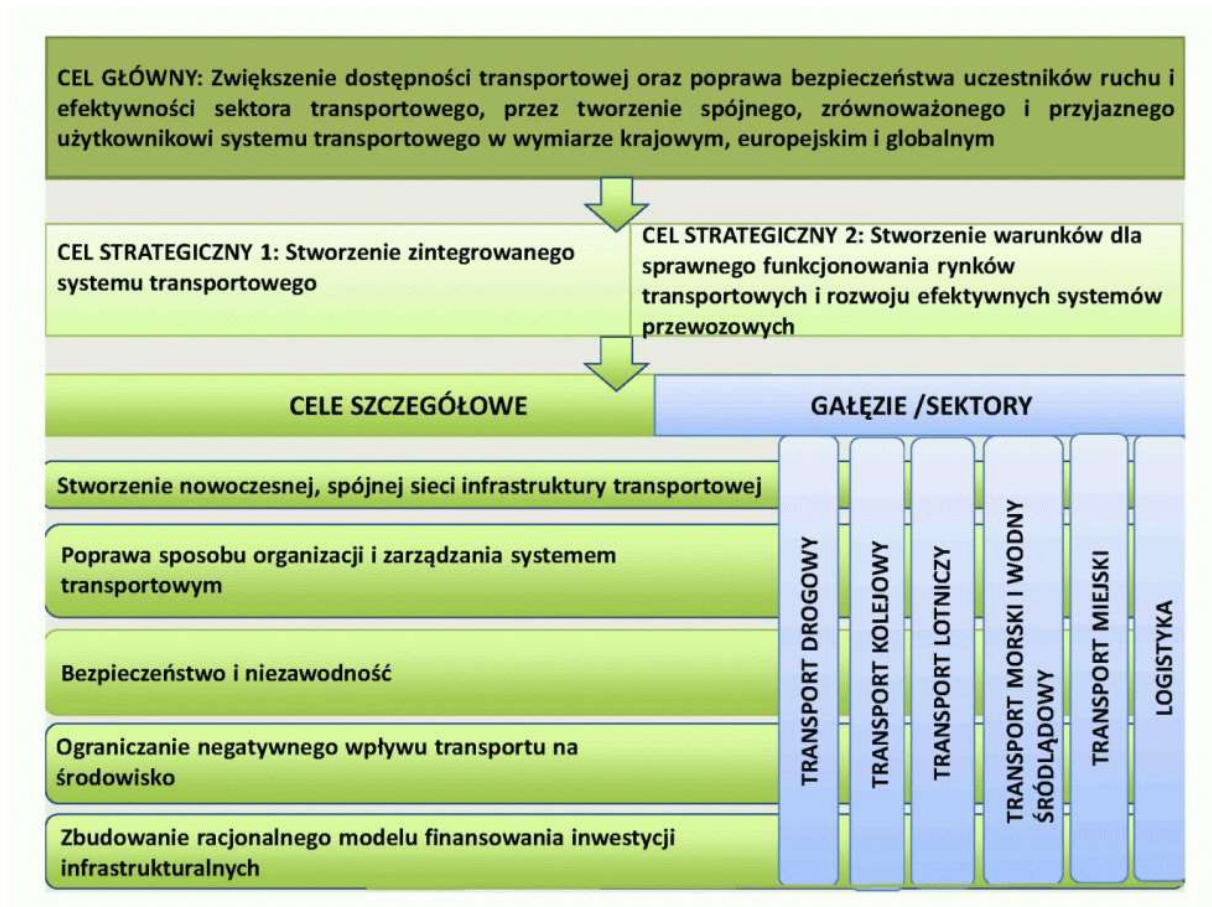 CEL GŁÓWNY: Zwiększenie dostępności transportowej oraz poprawa bezpieczeństwa uczestników ruchu i
efektywności sektora transportowego, przez tworzenie spójnego, zrównoważonego i przyjaznego
użytkownikowi systemu transportowego w wymiarze krajowym, europejskim i globalnym
CEL STRATEGICZNY 1: Stworzenie zintegrowanego
systemu transportowego
CEL STRATEGICZNY 2: Stworzenie warunków dla
sprawnego funkcjonowania rynków
transportowych i rozwoju efektywnych systemów
przewozowych
CELE SZCZEGÓŁOWE
GAŁĘZIE /SEKTORY
Stworzenie nowoczesnej, spójnej sieci infrastruktury transportowej
Poprawa sposobu organizacji i zarządzania systemem
transportowym
Bezpieczeństwo i niezawodność
Ograniczanie negatywnego wpływu transportu na
środowisko
Zbudowanie racjonalnego modelu finansowania inwestycji
infrastrukturalnych
TRANSPORT DROGOWY
TRANSPORT KOLEJOWY
TRANSPORT LOTNICZY
TRANSPORT MORSKI I WODNY
ŚRÓDLĄDOWY
TRANSPORT MIEJSKI
LOGISTYKA